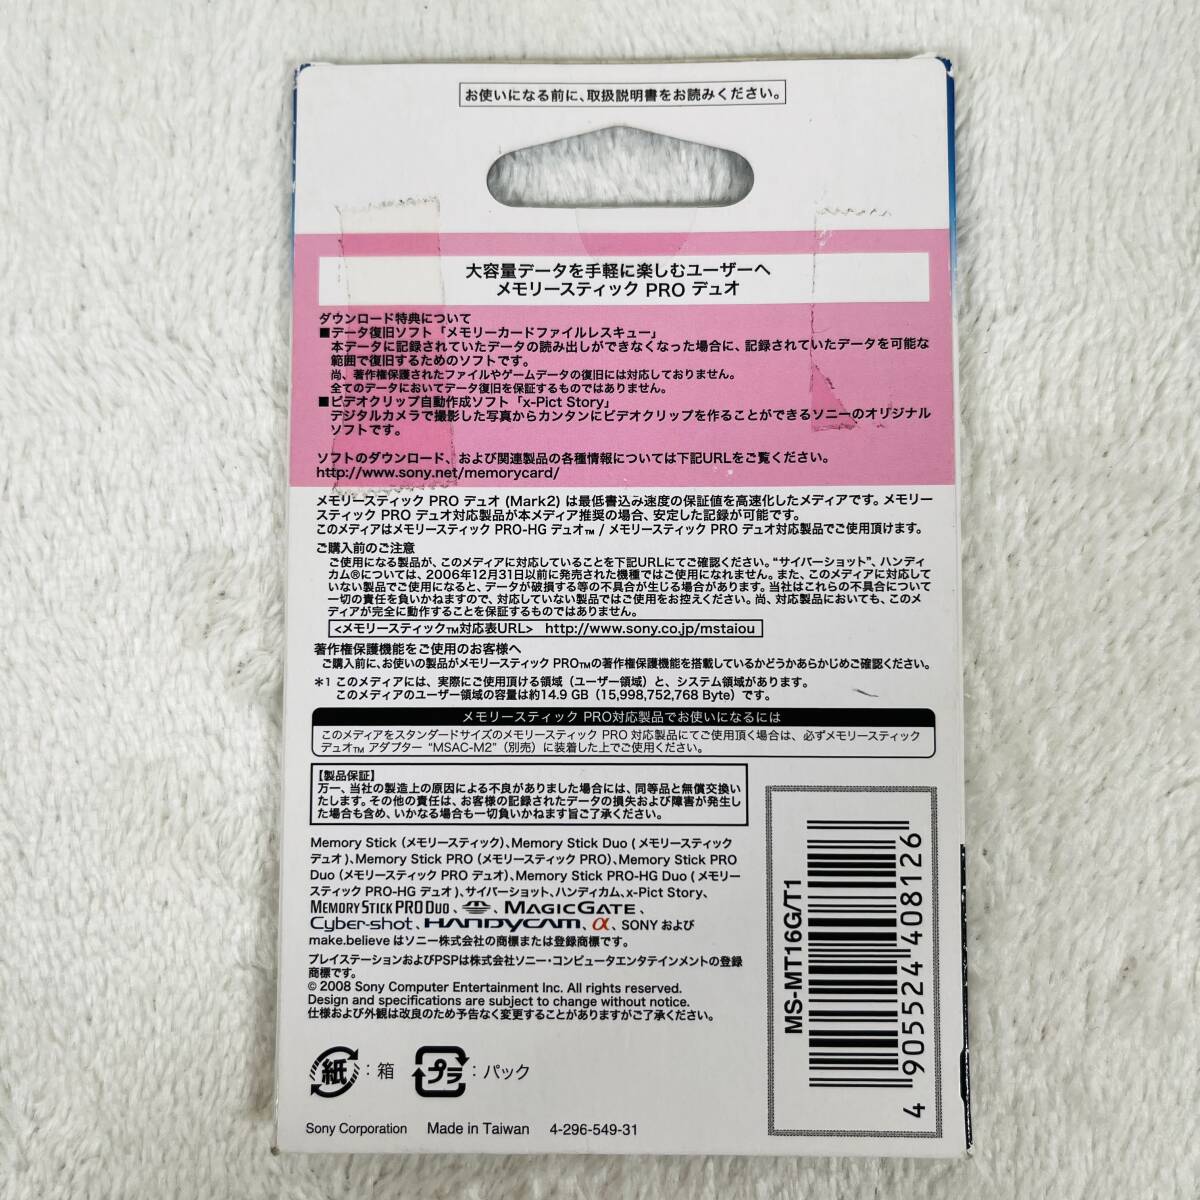 お使いになる前に、取扱説明書をお読みください。
大容量データを手軽に楽しむユーザーへ
メモリースティック PRO デュオ
ダウンロード特典について
■データ復旧ソフト「メモリーカードファイルレスキュー」
本データに記録されていたデータの読み出しができなくなった場合に、記録されていたデータを可能な
範囲で復旧するためのソフトです。
尚、著作権保護されたファイルやゲームデータの復旧には対応しておりません。
全てのデータにおいてデータ復旧を保証するものではありません。
■ビデオクリップ自動作成ソフト「x-Pict Story」
デジタルカメラで撮影した写真からカンタンにビデオクリップを作ることができるソニーのオリジナル
ソフトです。
ソフトのダウンロード、および関連製品の各種情報については下記URLをご覧ください。
http://www.sony.net/memorycard/
メモリースティック PRO デュオ (Mark2) は最低書込み速度の保証値を高速化したメディアです。メモリー
スティック PRO デュオ対応製品が本メディア推奨の場合、安定した記録が可能です。
このメディアはメモリースティック PRO-HG デュオ™ / メモリースティック PRO デュオ対応製品でご使用頂けます。
ご購入前のご注意
ご使用になる製品が、このメディアに対応していることを下記URLにてご確認ください。“サイバーショット”、ハンディ
カム®については、2006年12月31日以前に発売された機種ではご使用になれません。また、このメディアに対応して
いない製品でご使用になると、データが破損する等の不具合が生じる場合があります。当社はこれらの不具合について
一切の責任を負いかねますので、対応していない製品ではご使用をお控えください。尚、対応製品においても、このメ
ディアが完全に動作することを保証するものではありません。
<メモリースティック™対応表URL> http://www.sony.co.jp/mstaiou
著作権保護機能をご使用のお客様へ
ご購入前に、お使いの製品がメモリースティック PRO™の著作権保護機能を搭載しているかどうかあらかじめご確認ください。
＊1 このメディアには、実際にご使用頂ける領域（ユーザー領域）と、システム領域があります。
このメディアのユーザー領域の容量は約14.9 GB (15,998,752,768 Byte) です。
メモリースティック PRO対応製品でお使いになるには
このメディアをスタンダードサイズのメモリースティック PRO 対応製品にてご使用頂く場合は、必ずメモリースティック
デュオ™ アダプター “MSAC-M2”（別売）に装着した上でご使用ください。
【製品保証】
万一、当社の製造上の原因による不良がありました場合には、同等品と無償交換い
たします。その他の責任は、お客様の記録されたデータの損失および障害が発生し
た場合も含め、いかなる場合も一切負いかねます旨ご了承ください。
Memory Stick (メモリースティック)、Memory Stick Duo (メモリースティック
デュオ)、Memory Stick PRO (メモリースティック PRO)、Memory Stick PRO
Duo (メモリースティック PRO デュオ)、Memory Stick PRO-HG Duo (メモリー
スティック PRO-HG デュオ)、サイバーショット、ハンディカム、x-Pict Story、
MEMORY STICK PRO DUO、、MAGICGATE、
Cyber-shot、HANDYCAM、α、SONY および
make.believe はソニー株式会社の商標または登録商標です。
プレイステーションおよびPSPは株式会社ソニー・コンピュータエンタテインメントの登録
商標です。
© 2008 Sony Computer Entertainment Inc. All rights reserved.
Design and specifications are subject to change without notice.
仕様および外観は改良のため予告なく変更することがありますがご了承ください。
紙：箱 プラ：パック
Sony Corporation Made in Taiwan 4-296-549-31
MS-MT16G/T1
4 905524 408126